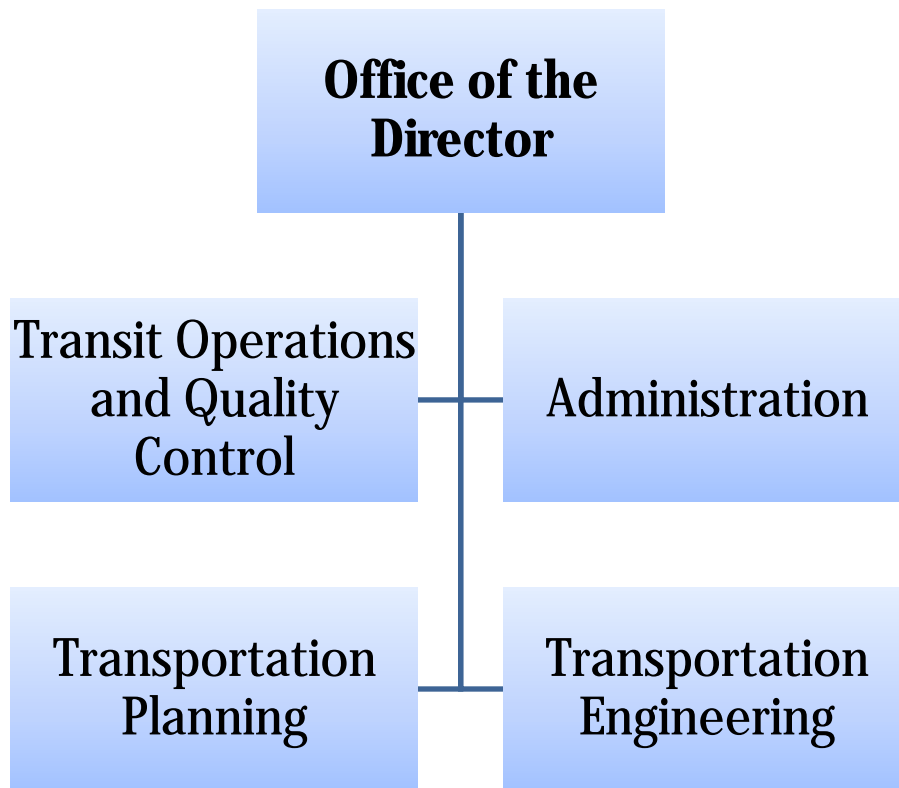 Office of the
Director
Transit Operations
and Quality
Control
Administration
Transportation
Planning
Transportation
Engineering